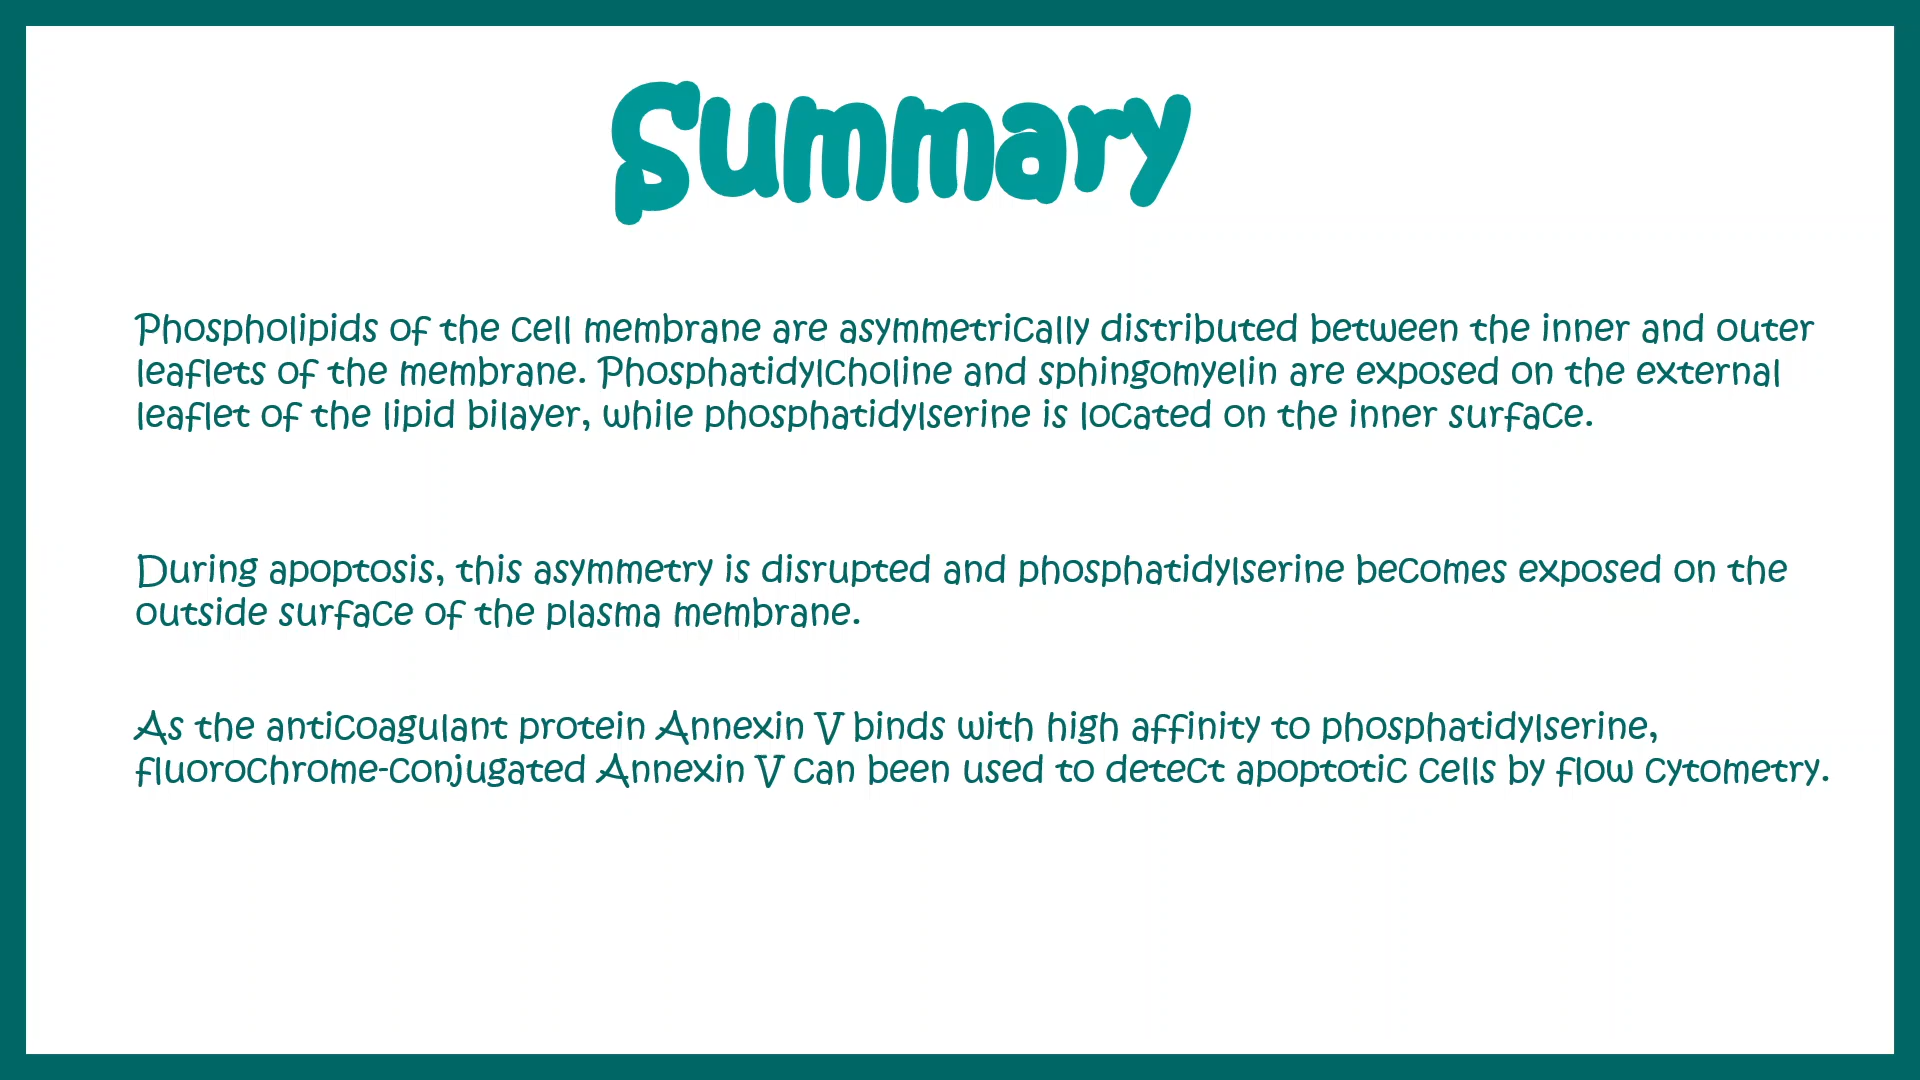 Summary
Phospholipids of the cell membrane are asymmetrically distributed between the inner and outer
leaflets of the membrane. Phosphatidylcholine and sphingomyelin are exposed on the external
leaflet of the lipid bilayer, while phosphatidylserine is located on the inner surface.
During apoptosis, this asymmetry is disrupted and phosphatidylserine becomes exposed on the
outside surface of the plasma membrane.
As the anticoagulant protein Annexin V binds with high affinity to phosphatidylserine,
fluorochrome-conjugated Annexin V can been used to detect apoptotic cells by flow cytometry.